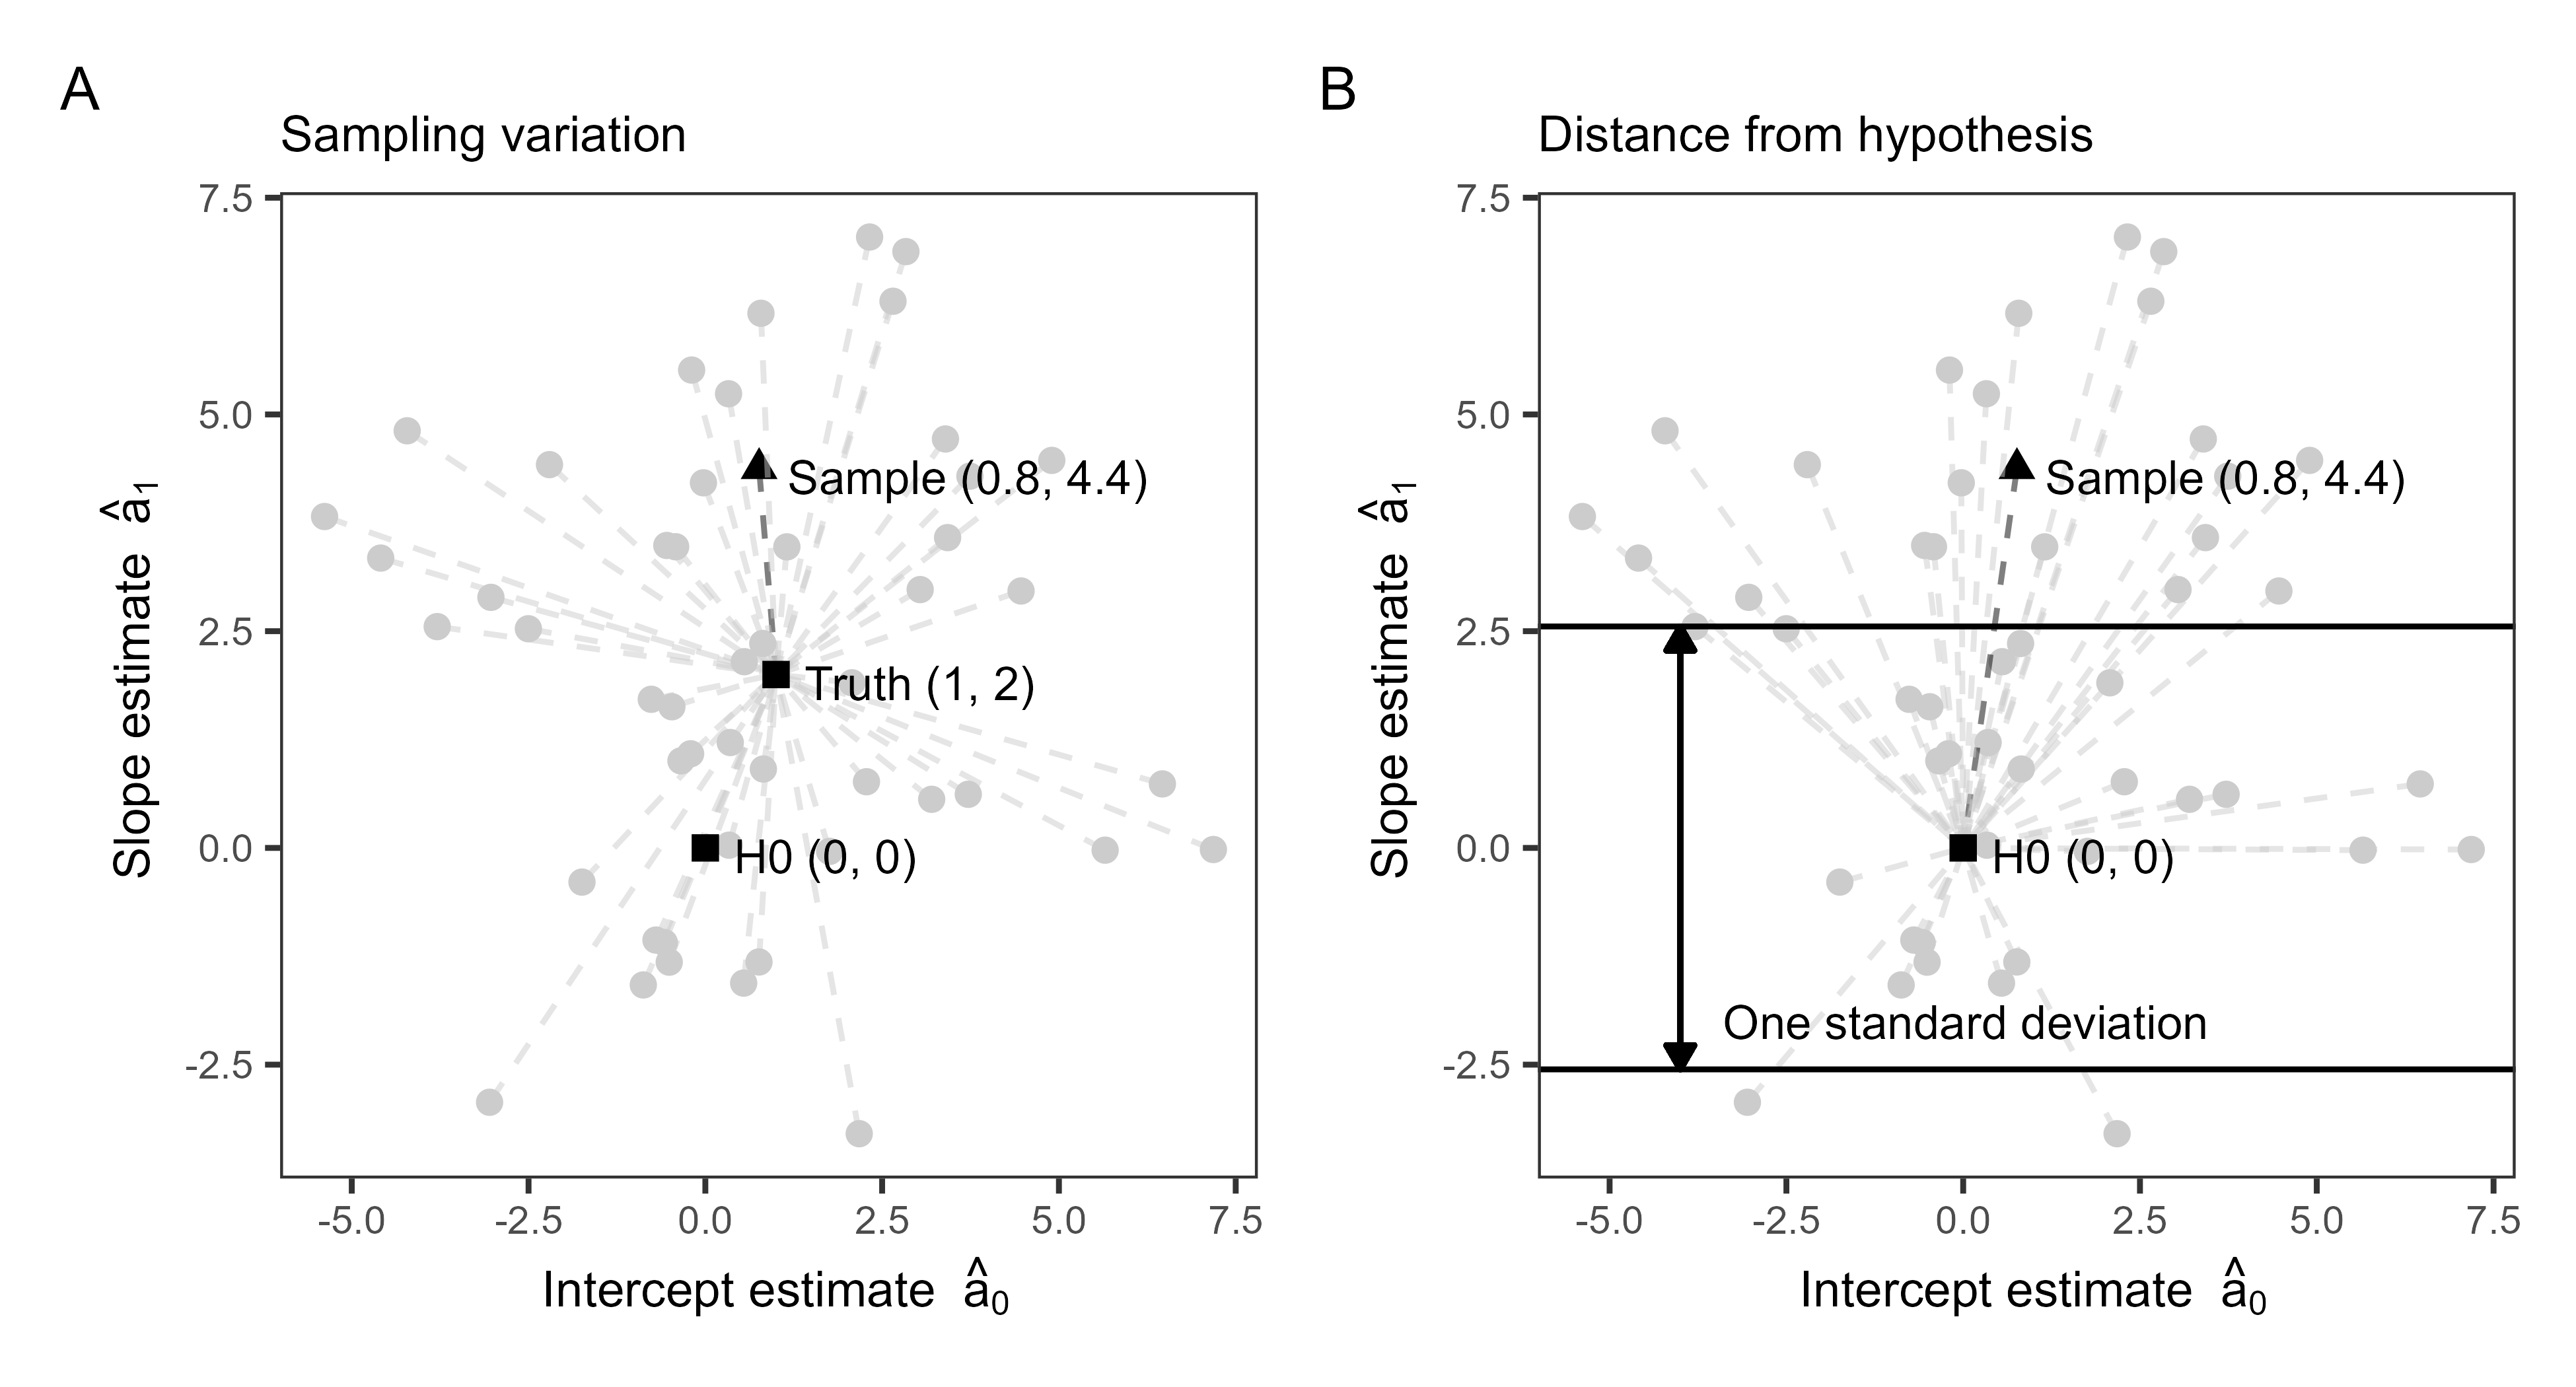 A
Sampling variation
7.5
5.0
2.5
0.0
-2.5
Slope estimate â₁
Sample (0.8, 4.4)
Truth (1, 2)
H0 (0, 0)
-5.0 -2.5 0.0 2.5 5.0 7.5
Intercept estimate â₀
B
Distance from hypothesis
7.5
5.0
2.5
0.0
-2.5
Slope estimate â₁
Sample (0.8, 4.4)
H0 (0, 0)
One standard deviation
-5.0 -2.5 0.0 2.5 5.0 7.5
Intercept estimate â₀